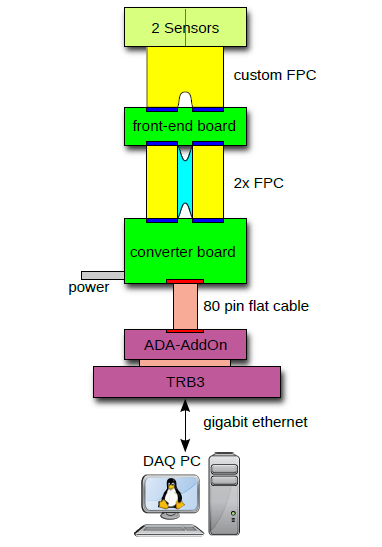 2 Sensors
custom FPC
front-end board
2x FPC
converter board
power
80 pin flat cable
ADA-AddOn
TRB3
gigabit ethernet
DAQ PC